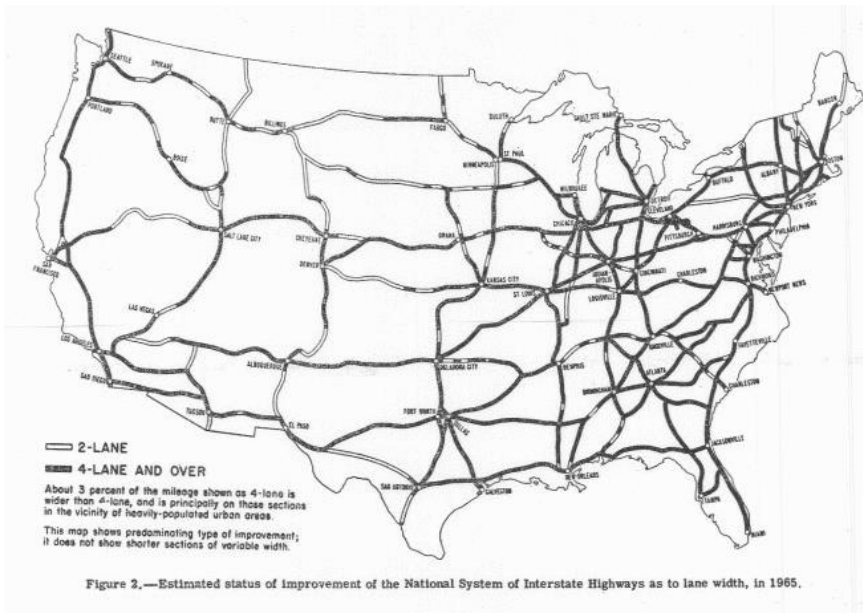 SEATTLE
SPOKANE
PORTLAND
BUTTE
BILLINGS
FARGO
DULUTH
SAULT STE MARIE
BANGOR
BOISE
MINNEAPOLIS
ST PAUL
MILWAUKEE
DETROIT
BUFFALO
ALBANY
BOSTON
CHICAGO
CLEVELAND
NEW YORK
SALT LAKE CITY
CHEYENNE
OMAHA
PITTSBURGH
HARRISBURG
PHILADELPHIA
SAN FRANCISCO
DENVER
KANSAS CITY
ST LOUIS
INDIANAPOLIS
CINCINNATI
CHARLESTON
WASHINGTON
RICHMOND
NEWPORT NEWS
LOUISVILLE
LAS VEGAS
LOS ANGELES
ALBUQUERQUE
OKLAHOMA CITY
MEMPHIS
KNOXVILLE
FAYETTEVILLE
SAN DIEGO
TUCSON
EL PASO
FORT WORTH
DALLAS
BIRMINGHAM
ATLANTA
CHARLESTON
JACKSONVILLE
SAN ANTONIO
GALVESTON
NEW ORLEANS
TAMPA
MIAMI
2-LANE
4-LANE AND OVER
About 3 percent of the mileage shown as 4-lane is
wider than 4-lane, and is principally on those sections
in the vicinity of heavily-populated urban areas.
This map shows predominating type of improvement;
it does not show shorter sections of variable width.
Figure 2.—Estimated status of improvement of the National System of Interstate Highways as to lane width, in 1965.